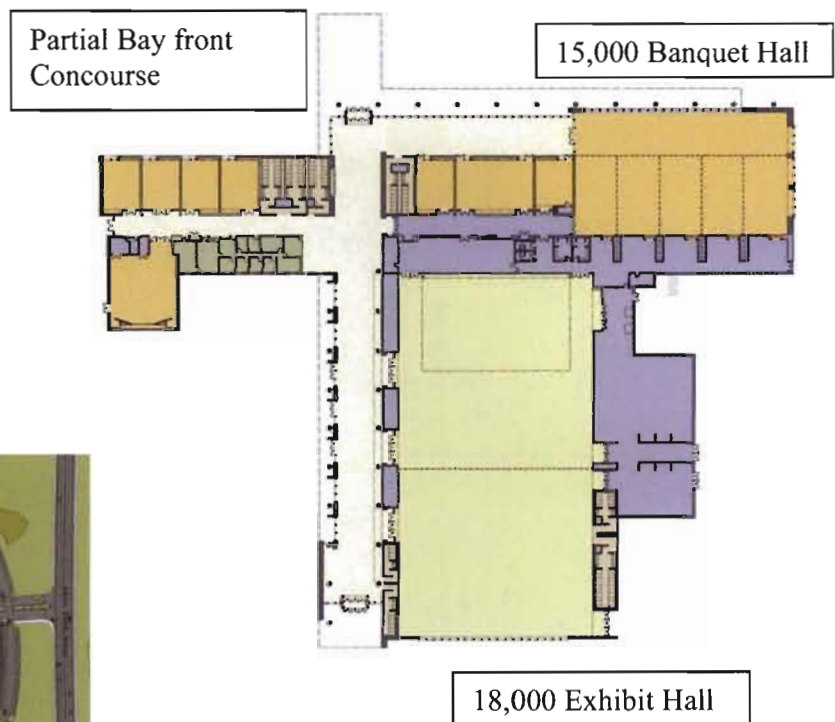 Partial Bay front
Concourse
15,000 Banquet Hall
18,000 Exhibit Hall